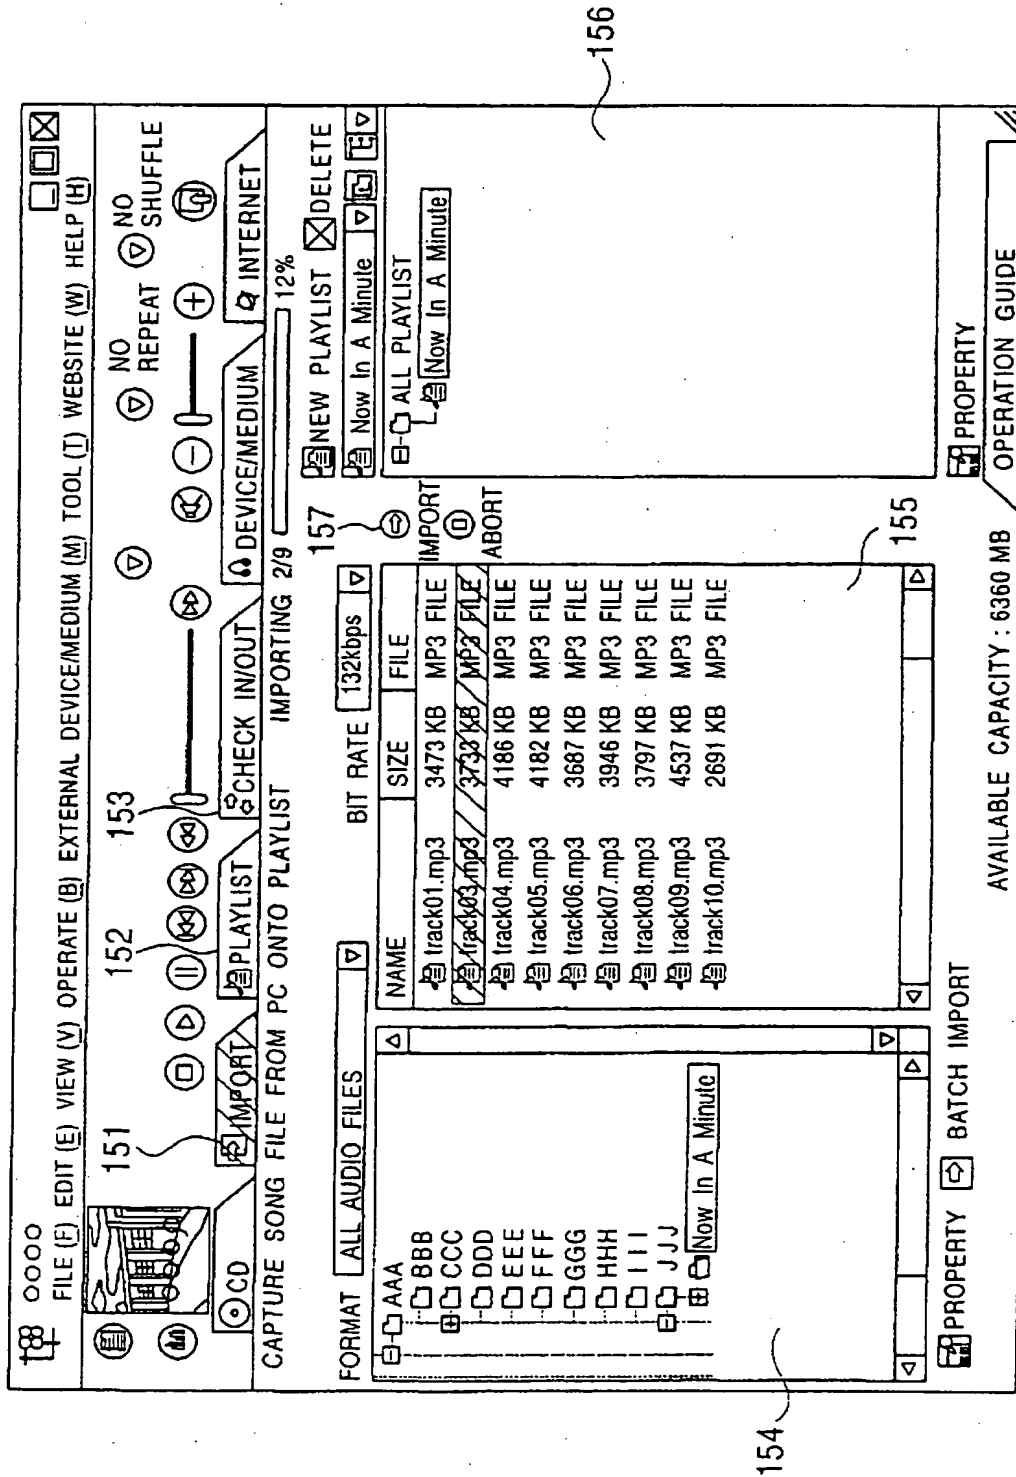 ○○○○
FILE (F) EDIT (E) VIEW (V) OPERATE (B) EXTERNAL DEVICE/MEDIUM (M) TOOL (T) WEBSITE (W) HELP (H)
NO REPEAT
NO SHUFFLE
151
152
153
CD
IMPORT
PLAYLIST
CHECK IN/OUT
DEVICE/MEDIUM
INTERNET
CAPTURE SONG FILE FROM PC ONTO PLAYLIST
IMPORTING 2/9
12%
FORMAT ALL AUDIO FILES
BIT RATE 132kbps
157
NEW PLAYLIST
DELETE
Now In A Minute
AAA
BBB
CCC
DDD
EEE
FFF
GGG
HHH
III
JJJ
Now In A Minute
NAME SIZE FILE
track01.mp3 3473 KB MP3 FILE
track03.mp3 3733 KB MP3 FILE
track04.mp3 4186 KB MP3 FILE
track05.mp3 4182 KB MP3 FILE
track06.mp3 3687 KB MP3 FILE
track07.mp3 3946 KB MP3 FILE
track08.mp3 3797 KB MP3 FILE
track09.mp3 4537 KB MP3 FILE
track10.mp3 2691 KB MP3 FILE
IMPORT
ABORT
ALL PLAYLIST
Now In A Minute
154
155
156
PROPERTY
BATCH IMPORT
PROPERTY
AVAILABLE CAPACITY : 6360 MB
OPERATION GUIDE